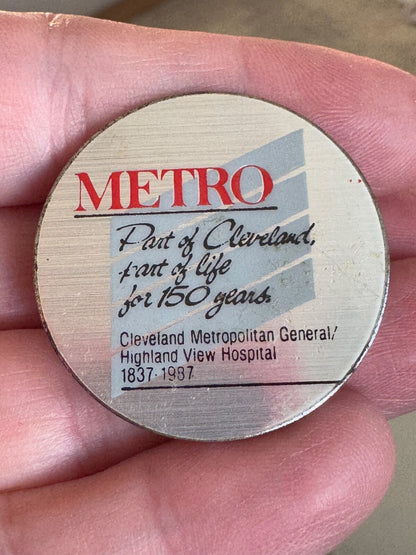 METRO
Part of Cleveland,
part of life
for 150 years.
Cleveland Metropolitan General/
Highland View Hospital
1837-1987